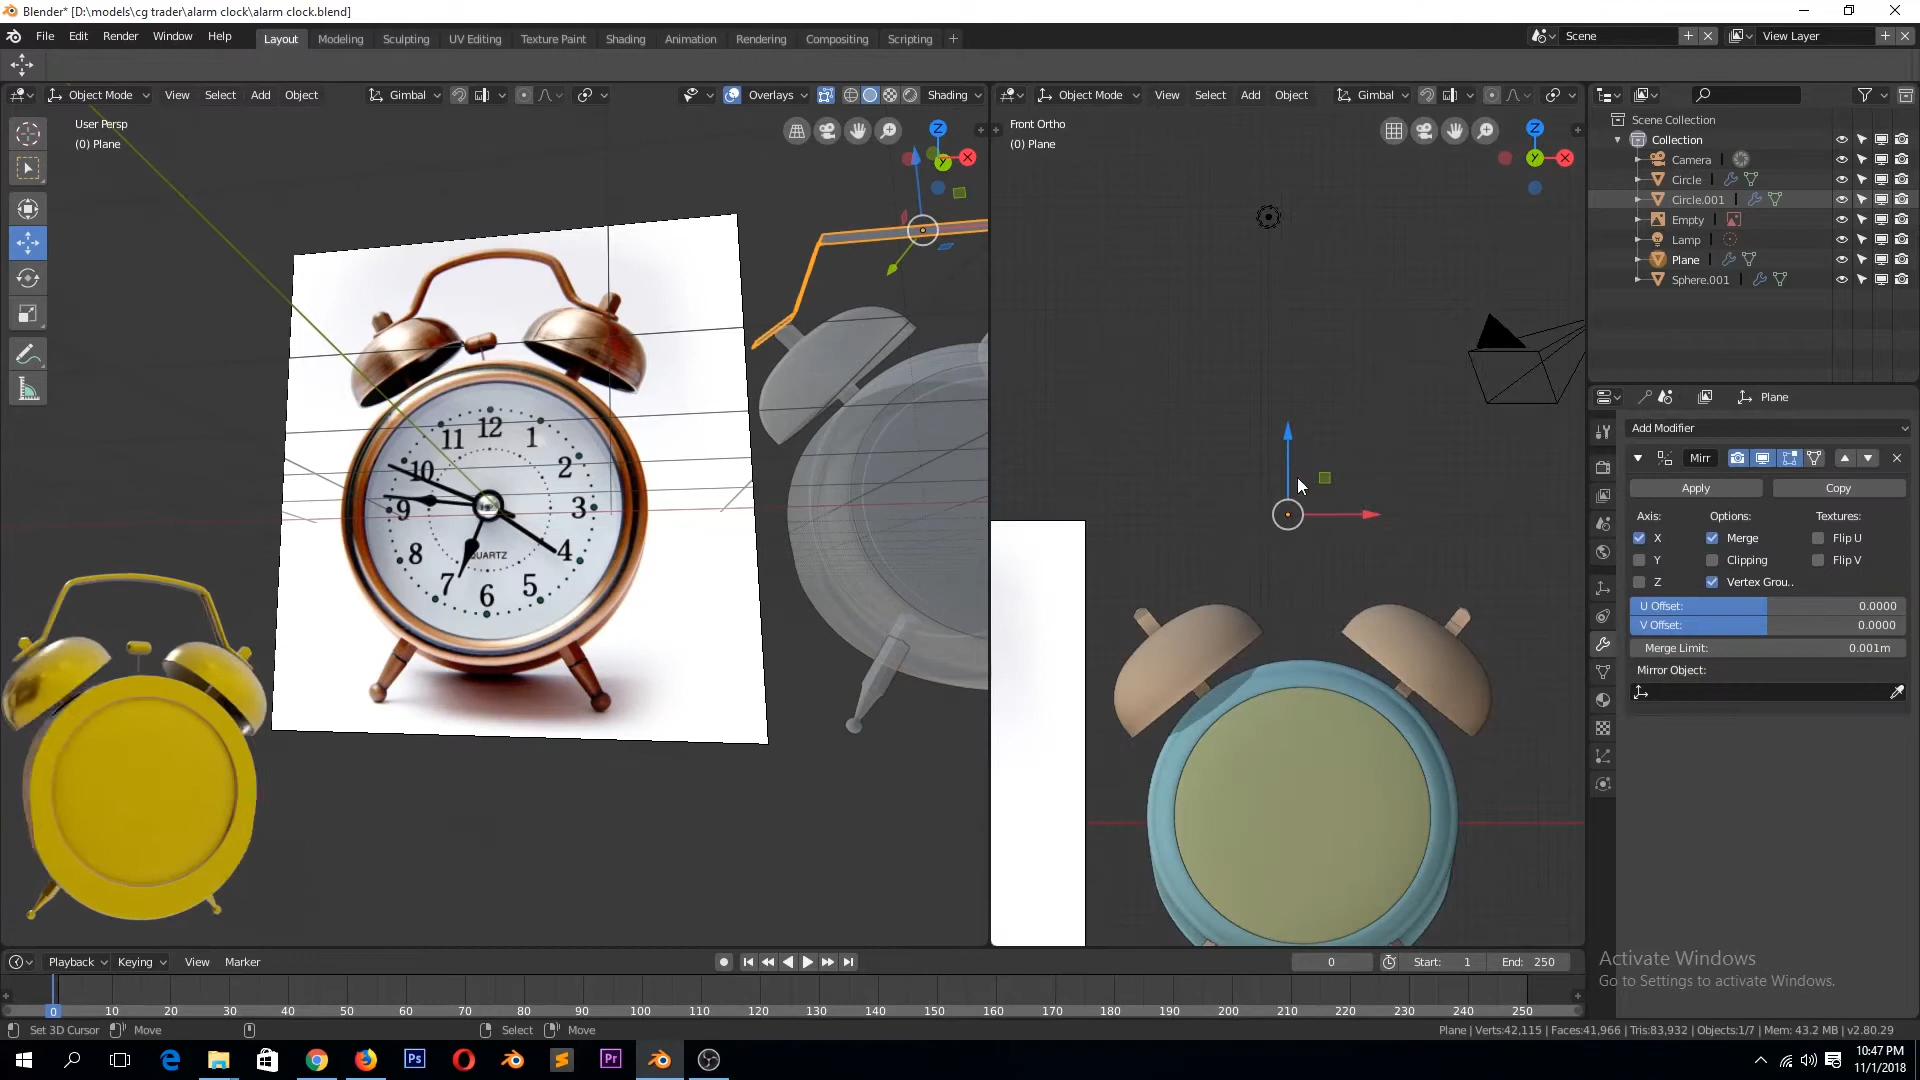 Blender* [D:\models\cg trader\alarm clock\alarm clock.blend]
File Edit Render Window Help
Layout Modeling Sculpting UV Editing Texture Paint Shading Animation Rendering Compositing Scripting
Scene
View Layer
Object Mode View Select Add Object Gimbal Overlays Shading
Object Mode View Select Add Object Gimbal
User Persp
(0) Plane
Front Ortho
(0) Plane
Z
Y
X
Z
Y
X
Scene Collection
Collection
Camera
Circle
Circle.001
Empty
Lamp
Plane
Sphere.001
Plane
Add Modifier
Mirr
Apply Copy
Axis: Options: Textures:
X Merge Flip U
Y Clipping Flip V
Z Vertex Grou..
U Offset: 0.0000
V Offset: 0.0000
Merge Limit: 0.001m
Mirror Object:
12
11 1
10 2
9 3
8 4
QUARTZ
7 5
6
Activate Windows
Go to Settings to activate Windows.
Playback Keying View Marker
0 Start: 1 End: 250
0 10 20 30 40 50 60 70 80 90 100 110 120 130 140 150 160 170 180 190 200 210 220 230 240 250
Set 3D Cursor Move Select Move
Plane | Verts:42,115 | Faces:41,966 | Tris:83,932 | Objects:1/7 | Mem: 43.2 MB | v2.80.29
Ps
Pr
10:47 PM
11/1/2018